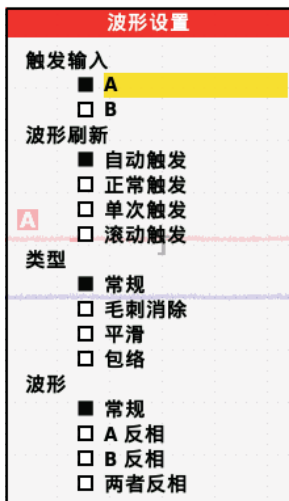 波形设置
触发输入
A
B
波形刷新
自动触发
正常触发
单次触发
A
滚动触发
类型
常规
毛刺消除
平滑
包络
波形
常规
A 反相
B 反相
两者反相